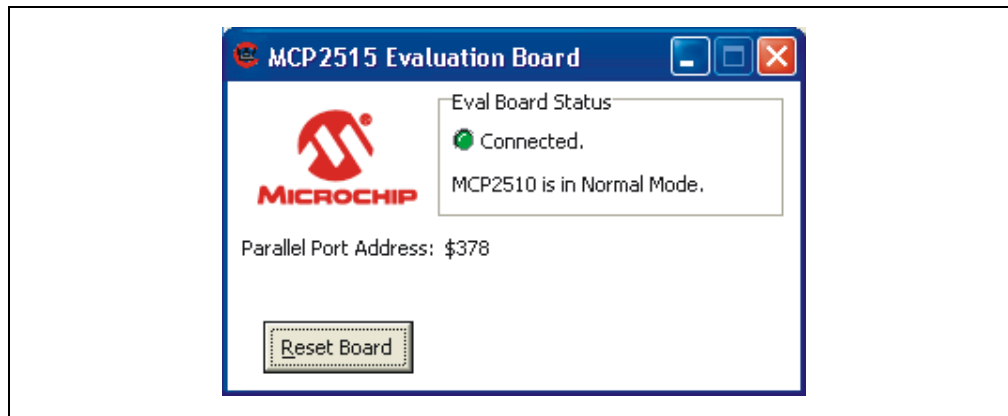 MCP2515 Evaluation Board
Eval Board Status
Connected.
MICROCHIP
MCP2510 is in Normal Mode.
Parallel Port Address: $378
Reset Board